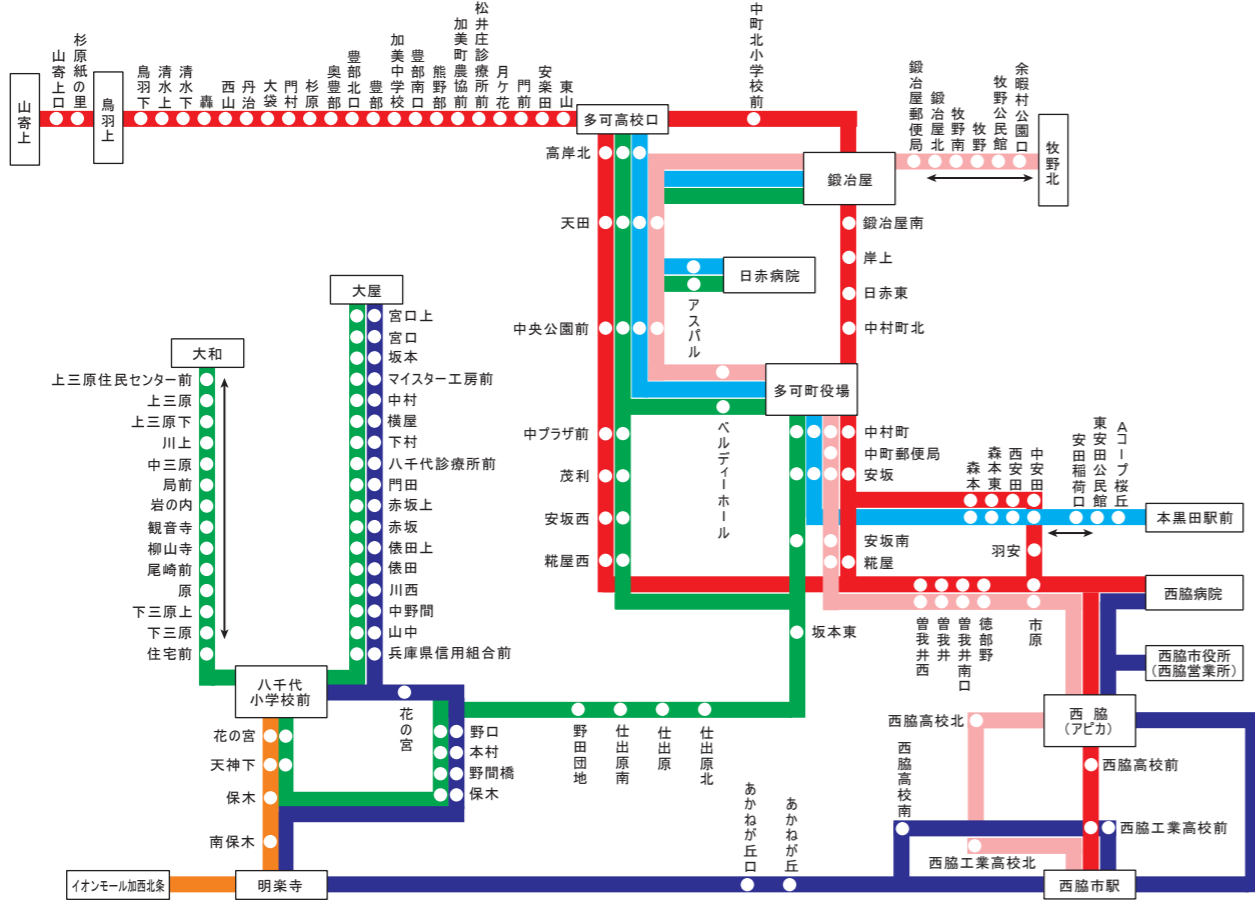 山寄上
山寄上口
杉原紙の里
鳥羽上
鳥羽下
清水上
清水下
轟
西山
丹治
大袋
門村
杉原
奥豊部
豊部北口
豊部
加美中学校
豊部南口
熊野部
加美町農協前
松井庄診療所前
月ケ花
門前
安楽田
東山
多可高校口
中町北小学校前
鍛冶屋
鍛冶屋郵便局
鍛冶屋北
牧野南
牧野
牧野公民館
余暇村公園口
牧野北
高岸北
天田
中央公園前
中プラザ前
茂利
安坂西
糀屋西
鍛冶屋南
岸上
日赤東
中村町北
日赤病院
アスパル
多可町役場
ベルディーホール
中村町
中町郵便局
安坂
安坂南
糀屋
坂本東
森本
森本東
西安田
中安田
安田稲荷口
東安田公民館
Aコープ桜丘
本黒田駅前
羽安
曽我井西
曽我井
曽我井南口
徳部野
市原
西脇病院
西脇市役所
(西脇営業所)
西 脇
(アピカ)
西脇高校北
西脇高校前
西脇高校南
西脇工業高校前
西脇工業高校北
西脇市駅
大和
上三原住民センター前
上三原
上三原下
川上
中三原
局前
岩の内
観音寺
柳山寺
尾崎前
原
下三原上
下三原
住宅前
大屋
宮口上
宮口
坂本
マイスター工房前
中村
横屋
下村
八千代診療所前
門田
赤坂上
赤坂
俵田上
俵田
川西
中野間
山中
兵庫県信用組合前
八千代
小学校前
花の宮
花の宮
天神下
保木
南保木
野口
本村
野間橋
保木
野田団地
仕出原南
仕出原
仕出原北
イオンモール加西北条
明楽寺
あかねが丘口
あかねが丘